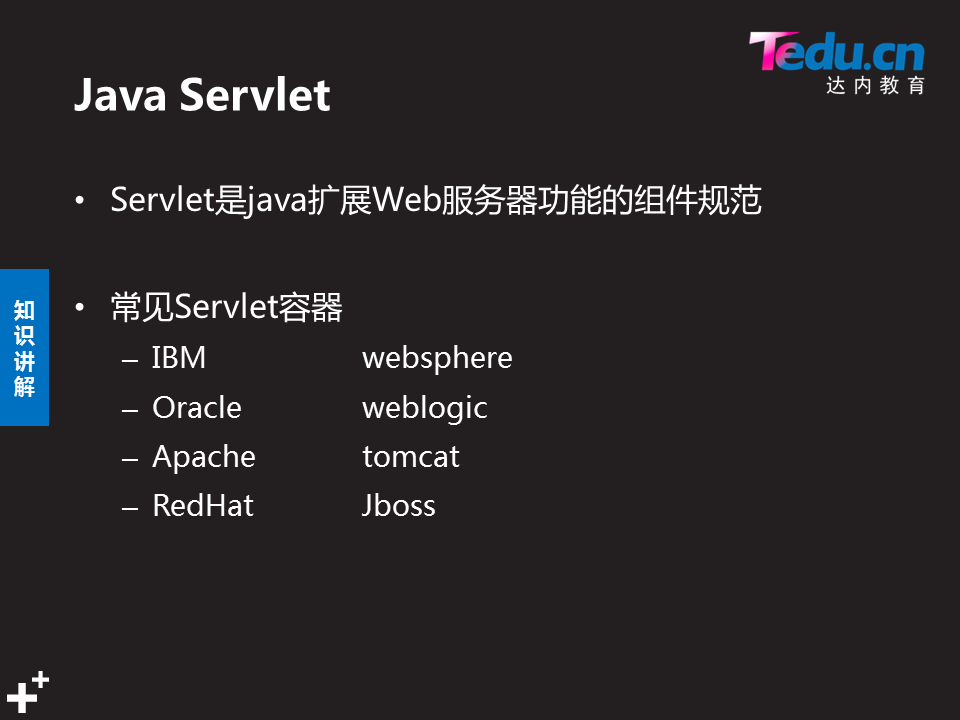 Tedu.cn
达内教育
Java Servlet
• Servlet是java扩展Web服务器功能的组件规范
知识讲解
• 常见Servlet容器
– IBM websphere
– Oracle weblogic
– Apache tomcat
– RedHat Jboss